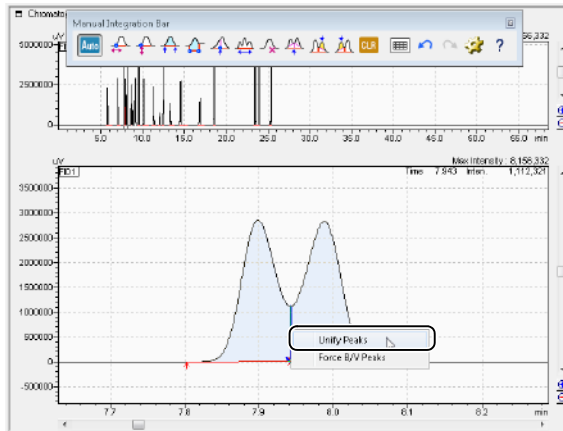 Chromato
Manual Integration Bar
Auto
CLR
?
uV
56,332
5000000
FID1
2500000
0
5.0 10.0 15.0 20.0 25.0 30.0 35.0 40.0 45.0 50.0 55.0 60.0 65.0 min
uV
Max Intensity : 8,156,332
FID1
Time 7.943 Inten. 1,112,321
3500000
3000000
2500000
2000000
1500000
1000000
500000
0
-500000
Unify Peaks
Force B/V Peaks
7.7 7.8 7.9 8.0 8.1 8.2 min